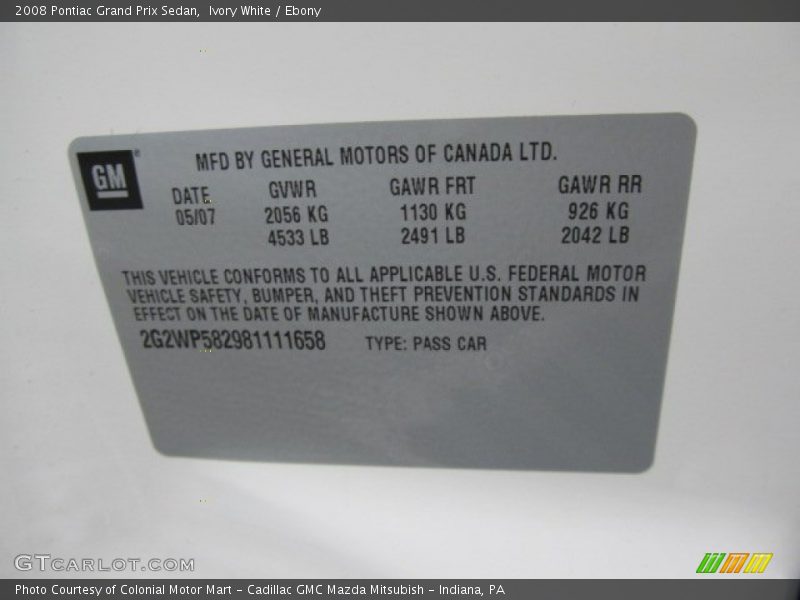 2008 Pontiac Grand Prix Sedan,  Ivory White / Ebony
GM
MFD BY GENERAL MOTORS OF CANADA LTD.
DATE GVWR GAWR FRT GAWR RR
05/07 2056 KG 1130 KG 926 KG
4533 LB 2491 LB 2042 LB
THIS VEHICLE CONFORMS TO ALL APPLICABLE U.S. FEDERAL MOTOR
VEHICLE SAFETY, BUMPER, AND THEFT PREVENTION STANDARDS IN
EFFECT ON THE DATE OF MANUFACTURE SHOWN ABOVE.
2G2WP582981111658 TYPE: PASS CAR
GTCARLOT.COM
Photo Courtesy of Colonial Motor Mart - Cadillac GMC Mazda Mitsubish - Indiana, PA